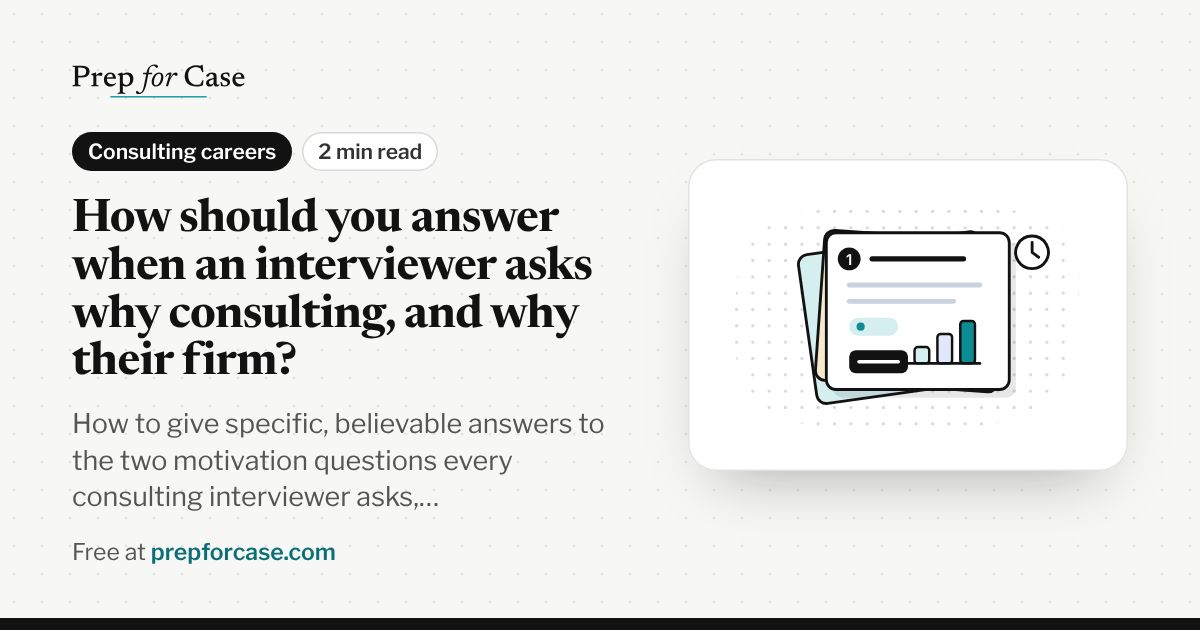 Prep for Case
Consulting careers
2 min read
How should you answer
when an interviewer asks
why consulting, and why
their firm?
How to give specific, believable answers to
the two motivation questions every
consulting interviewer asks,...
Free at prepforcase.com
1